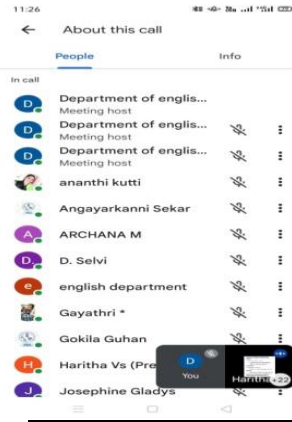 11:26
About this call
People
Info
In call
D
Department of englis...
Meeting host
D
Department of englis...
Meeting host
D
Department of englis...
Meeting host
ananthi kutti
Angayarkanni Sekar
A
ARCHANA M
D.
D. Selvi
e
english department
Gayathri *
Gokila Guhan
H
Haritha Vs (Pre
J
Josephine Gladys
D
You
Haritha
+22